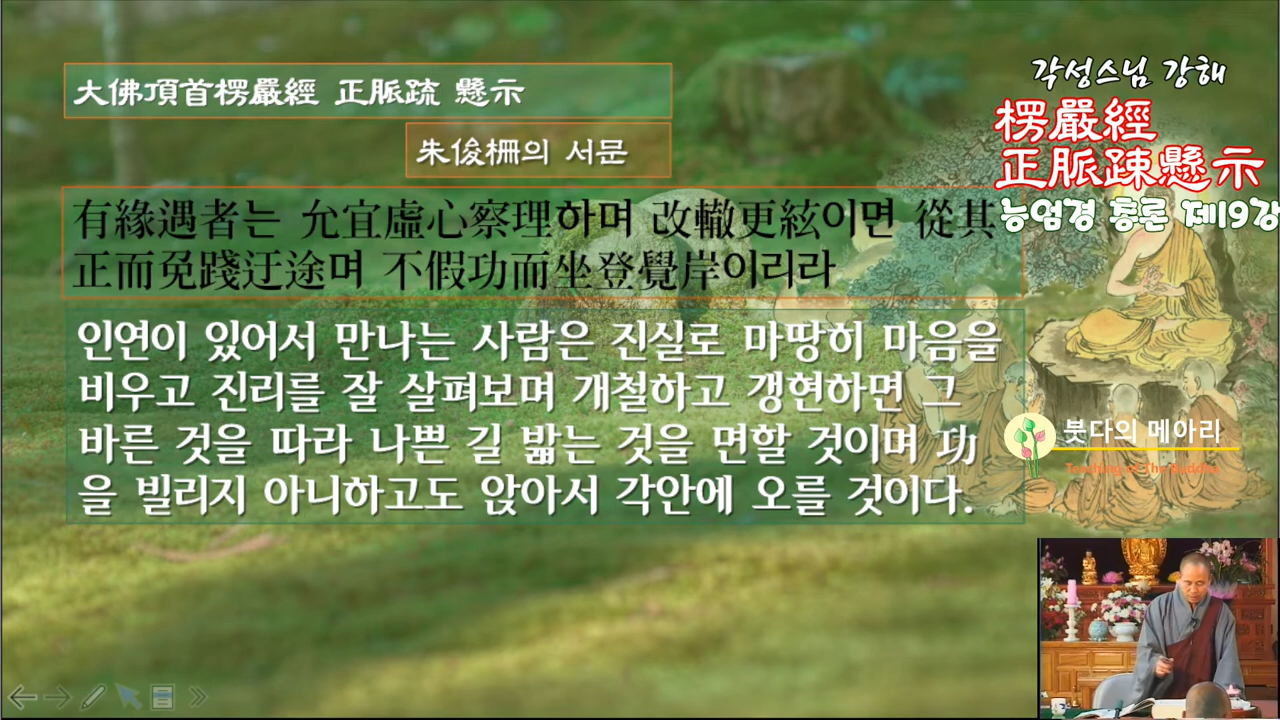 大佛頂首楞嚴經 正脈疏 懸示
朱俊柵의 서문
有緣遇者는 允宜虛心察理하며 改轍更絃이면 從其
正而免踐迂途며 不假功而坐登覺岸이리라
인연이 있어서 만나는 사람은 진실로 마땅히 마음을
비우고 진리를 잘 살펴보며 개철하고 갱현하면 그
바른 것을 따라 나쁜 길 밟는 것을 면할 것이며 功
을 빌리지 아니하고도 앉아서 각안에 오를 것이다.
각성스님 강해
楞嚴經
正脈疎懸示
능엄경 총론 제19강
붓다의 메아리
Teaching of The Buddha